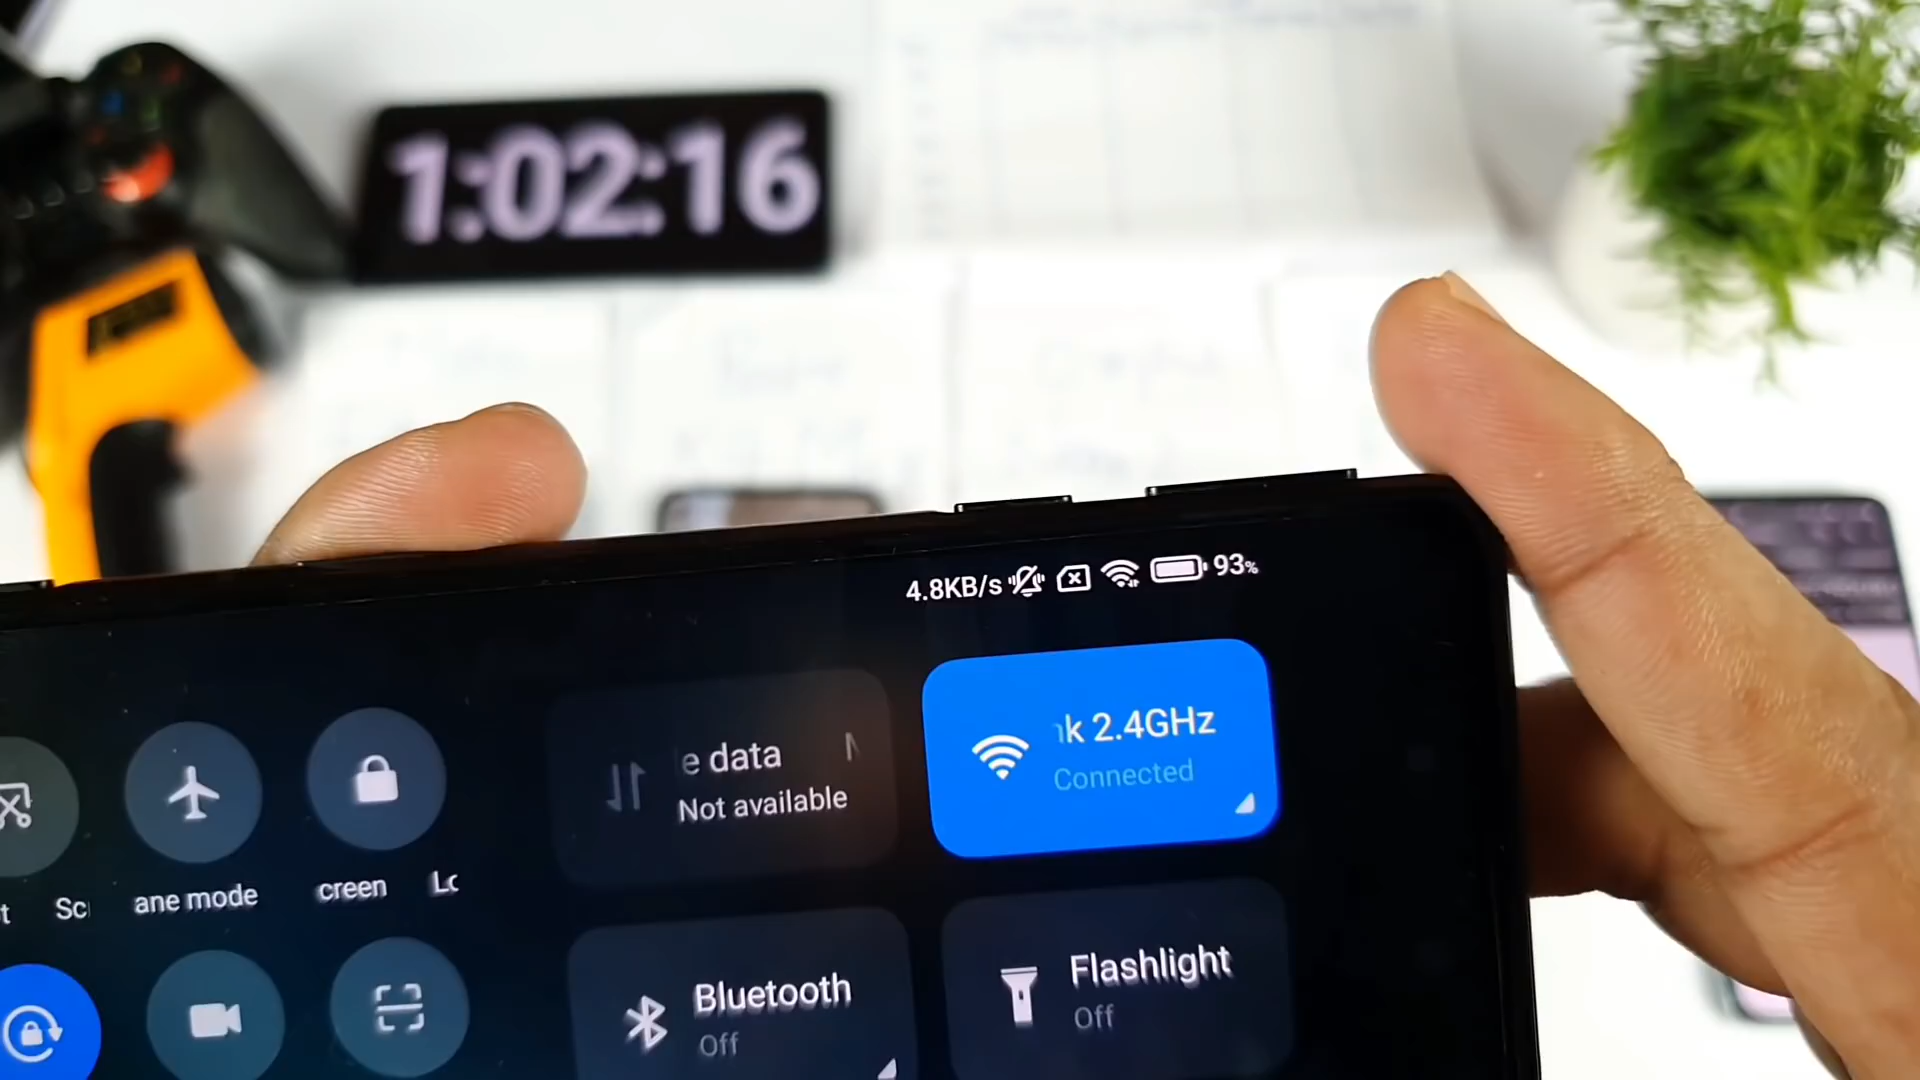 1:02:16
4.8KB/s 93%
e data
Not available
k 2.4GHz
Connected
t Sc
ane mode
creen Lc
Bluetooth
Off
Flashlight
Off